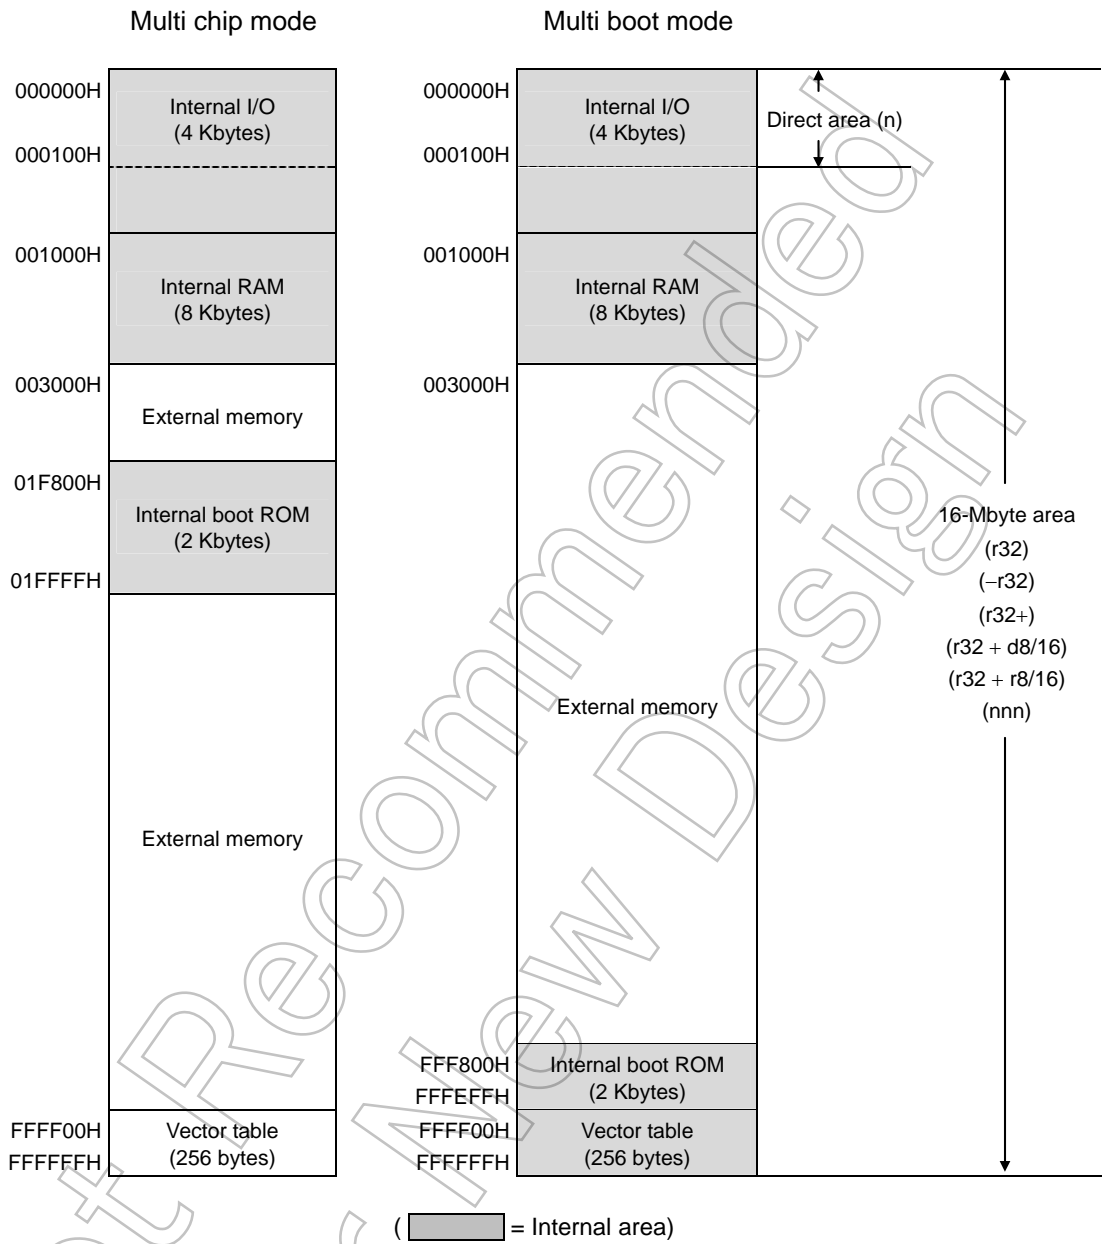 Multi chip mode
Multi boot mode
000000H
Internal I/O
(4 Kbytes)
000100H
001000H
Internal RAM
(8 Kbytes)
003000H
External memory
01F800H
Internal boot ROM
(2 Kbytes)
01FFFFH
External memory
FFFF00H
Vector table
(256 bytes)
FFFFFFH
000000H
Internal I/O
(4 Kbytes)
000100H
001000H
Internal RAM
(8 Kbytes)
003000H
External memory
FFF800H
Internal boot ROM
(2 Kbytes)
FFFEFFH
FFFF00H
Vector table
(256 bytes)
FFFFFFH
Direct area (n)
16-Mbyte area
(r32)
(−r32)
(r32+)
(r32 + d8/16)
(r32 + r8/16)
(nnn)
( = Internal area)
Recommended
New Design